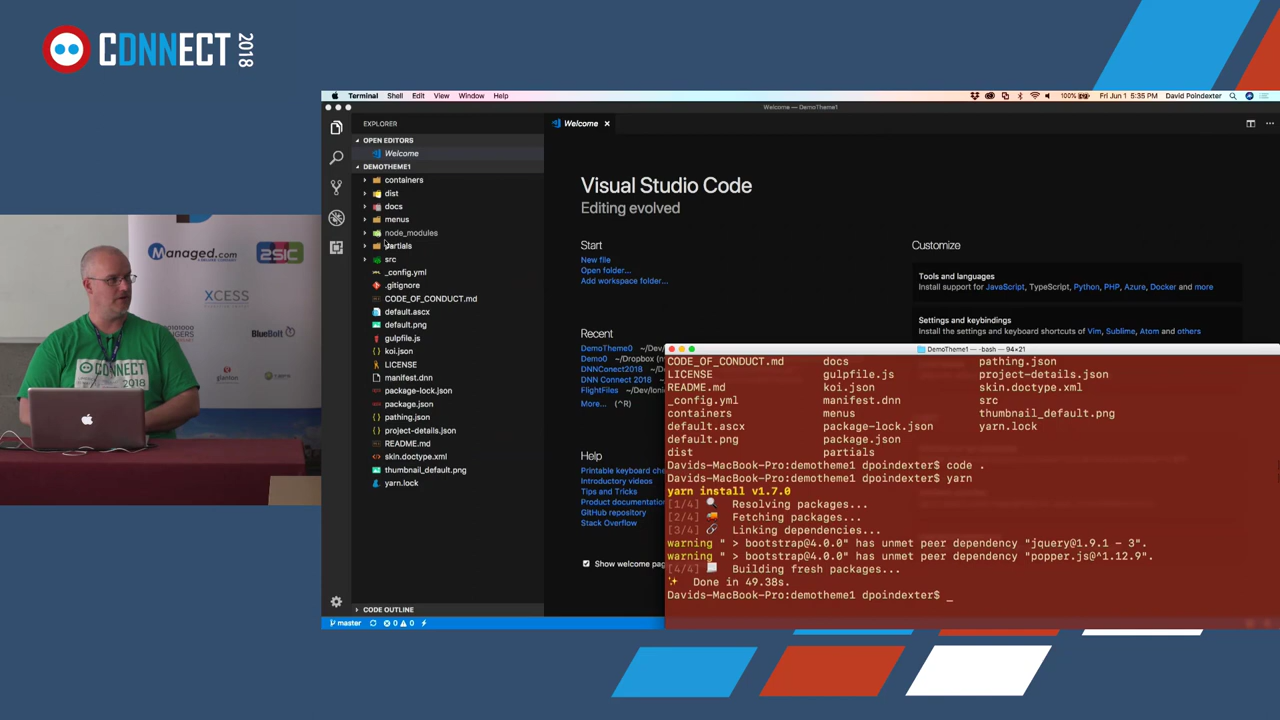 CDNNECT 2018
Terminal Shell Edit View Window Help
100% Fri Jun 1 5:35 PM David Poindexter
Welcome — DemoTheme1
EXPLORER
OPEN EDITORS
Welcome
DEMOTHEME1
containers
dist
docs
menus
node_modules
partials
src
_config.yml
.gitignore
CODE_OF_CONDUCT.md
default.ascx
default.png
gulpfile.js
koi.json
LICENSE
manifest.dnn
package-lock.json
package.json
pathing.json
project-details.json
README.md
skin.doctype.xml
thumbnail_default.png
yarn.lock
CODE OUTLINE
master 0 0
Welcome
Visual Studio Code
Editing evolved
Start
New file
Open folder...
Add workspace folder...
Recent
DemoTheme0 ~/Dev/
Demo0 ~/Dropbox
DNNConect2018
DNN Connect 2018
FlightFiles
More... (^R)
Help
Printable keyboard
Introductory videos
Tips and Tricks
Product documentation
GitHub repository
Stack Overflow
Show welcome
Customize
Tools and languages
Install support for JavaScript, TypeScript, Python, PHP, Azure, Docker and more
Settings and keybindings
Install the settings and keyboard shortcuts of Vim, Sublime, Atom and others
DemoTheme1 — -bash — 94×21
CODE_OF_CONDUCT.md docs pathing.json
LICENSE gulpfile.js project-details.json
README.md koi.json skin.doctype.xml
_config.yml manifest.dnn src
containers menus thumbnail_default.png
default.ascx package-lock.json yarn.lock
default.png package.json
dist partials
Davids-MacBook-Pro:demotheme1 dpoindexter$ code .
Davids-MacBook-Pro:demotheme1 dpoindexter$ yarn
yarn install v1.7.0
[1/4] Resolving packages...
[2/4] Fetching packages...
[3/4] Linking dependencies...
warning " > bootstrap@4.0.0" has unmet peer dependency "jquery@1.9.1 - 3".
warning " > bootstrap@4.0.0" has unmet peer dependency "popper.js@^1.12.9".
[4/4] Building fresh packages...
Done in 49.38s.
Davids-MacBook-Pro:demotheme1 dpoindexter$ _
Managed.com
2SIC
XCESS
BlueBolt
CDNNECT
2018